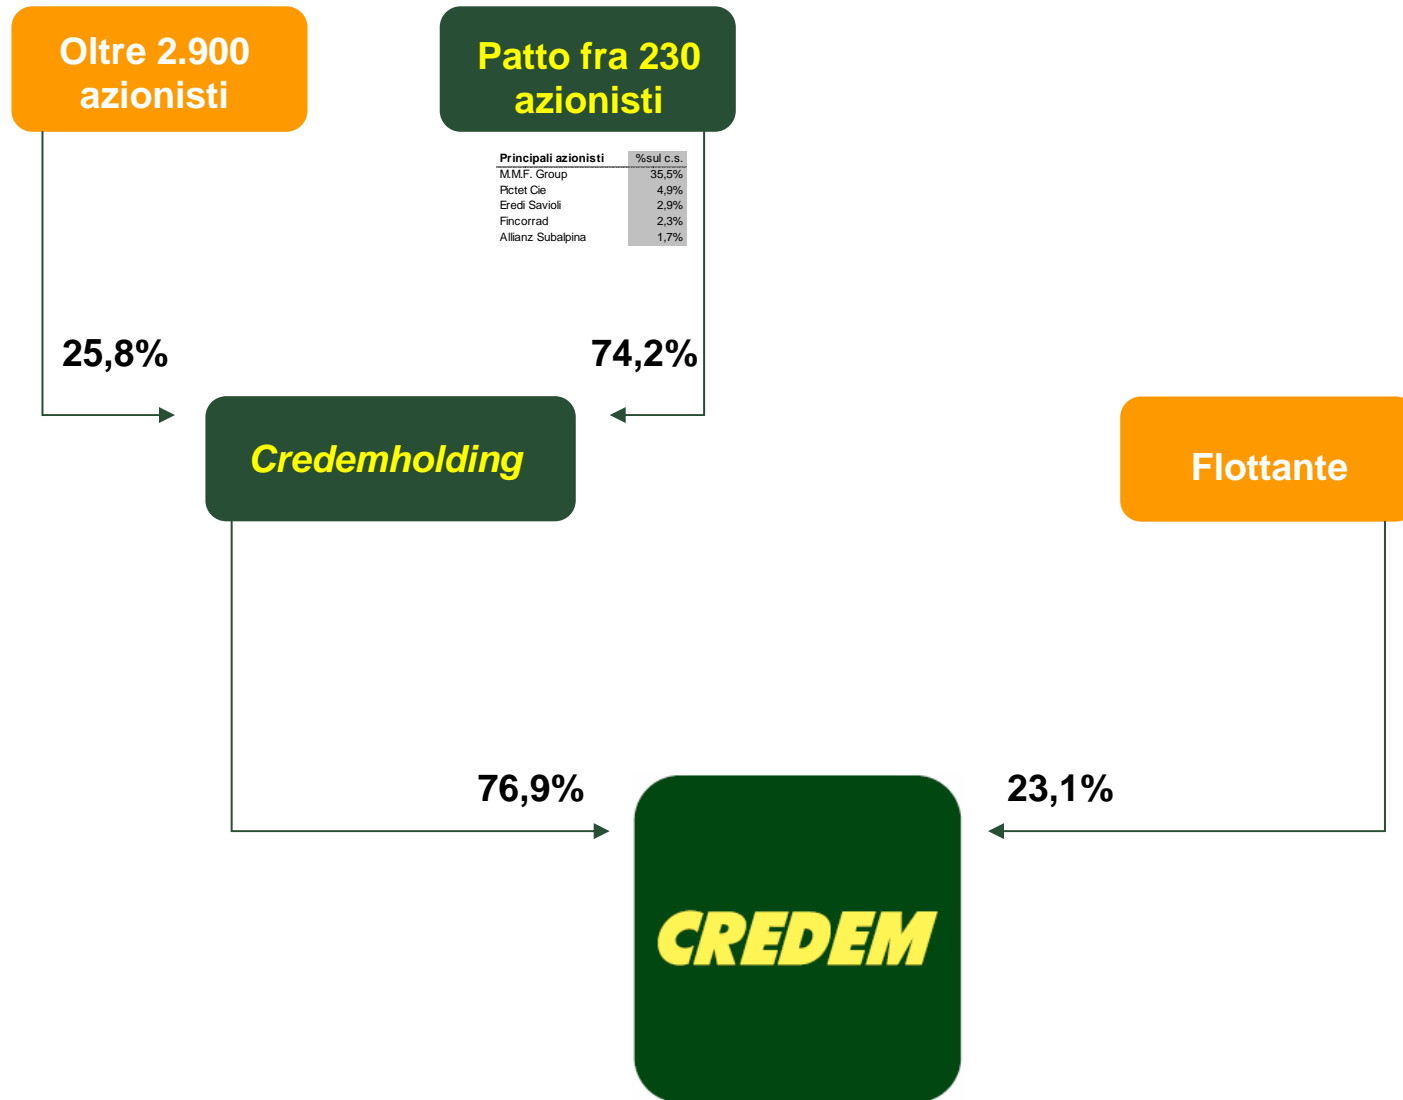 Oltre 2.900
azionisti
Patto fra 230
azionisti
Principali azionisti %sul c.s.
M.M.F. Group 35,5%
Pictet Cie 4,9%
Eredi Savioli 2,9%
Fincorrad 2,3%
Allianz Subalpina 1,7%
25,8%
74,2%
Credemholding
Flottante
76,9%
23,1%
CREDEM